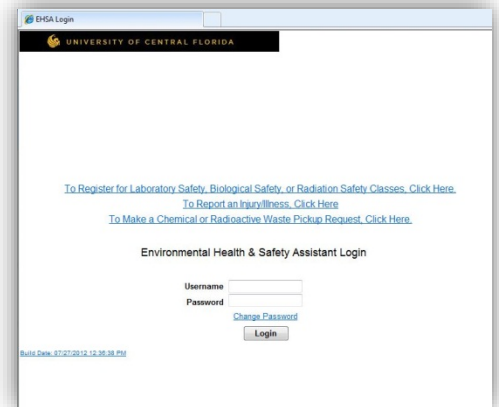 EHSA Login
UNIVERSITY OF CENTRAL FLORIDA
To Register for Laboratory Safety, Biological Safety, or Radiation Safety Classes, Click Here.
To Report an Injury/Illness, Click Here
To Make a Chemical or Radioactive Waste Pickup Request, Click Here.
Environmental Health & Safety Assistant Login
Username
Password
Change Password
Login
Build Date: 07/27/2012 12:36:38 PM